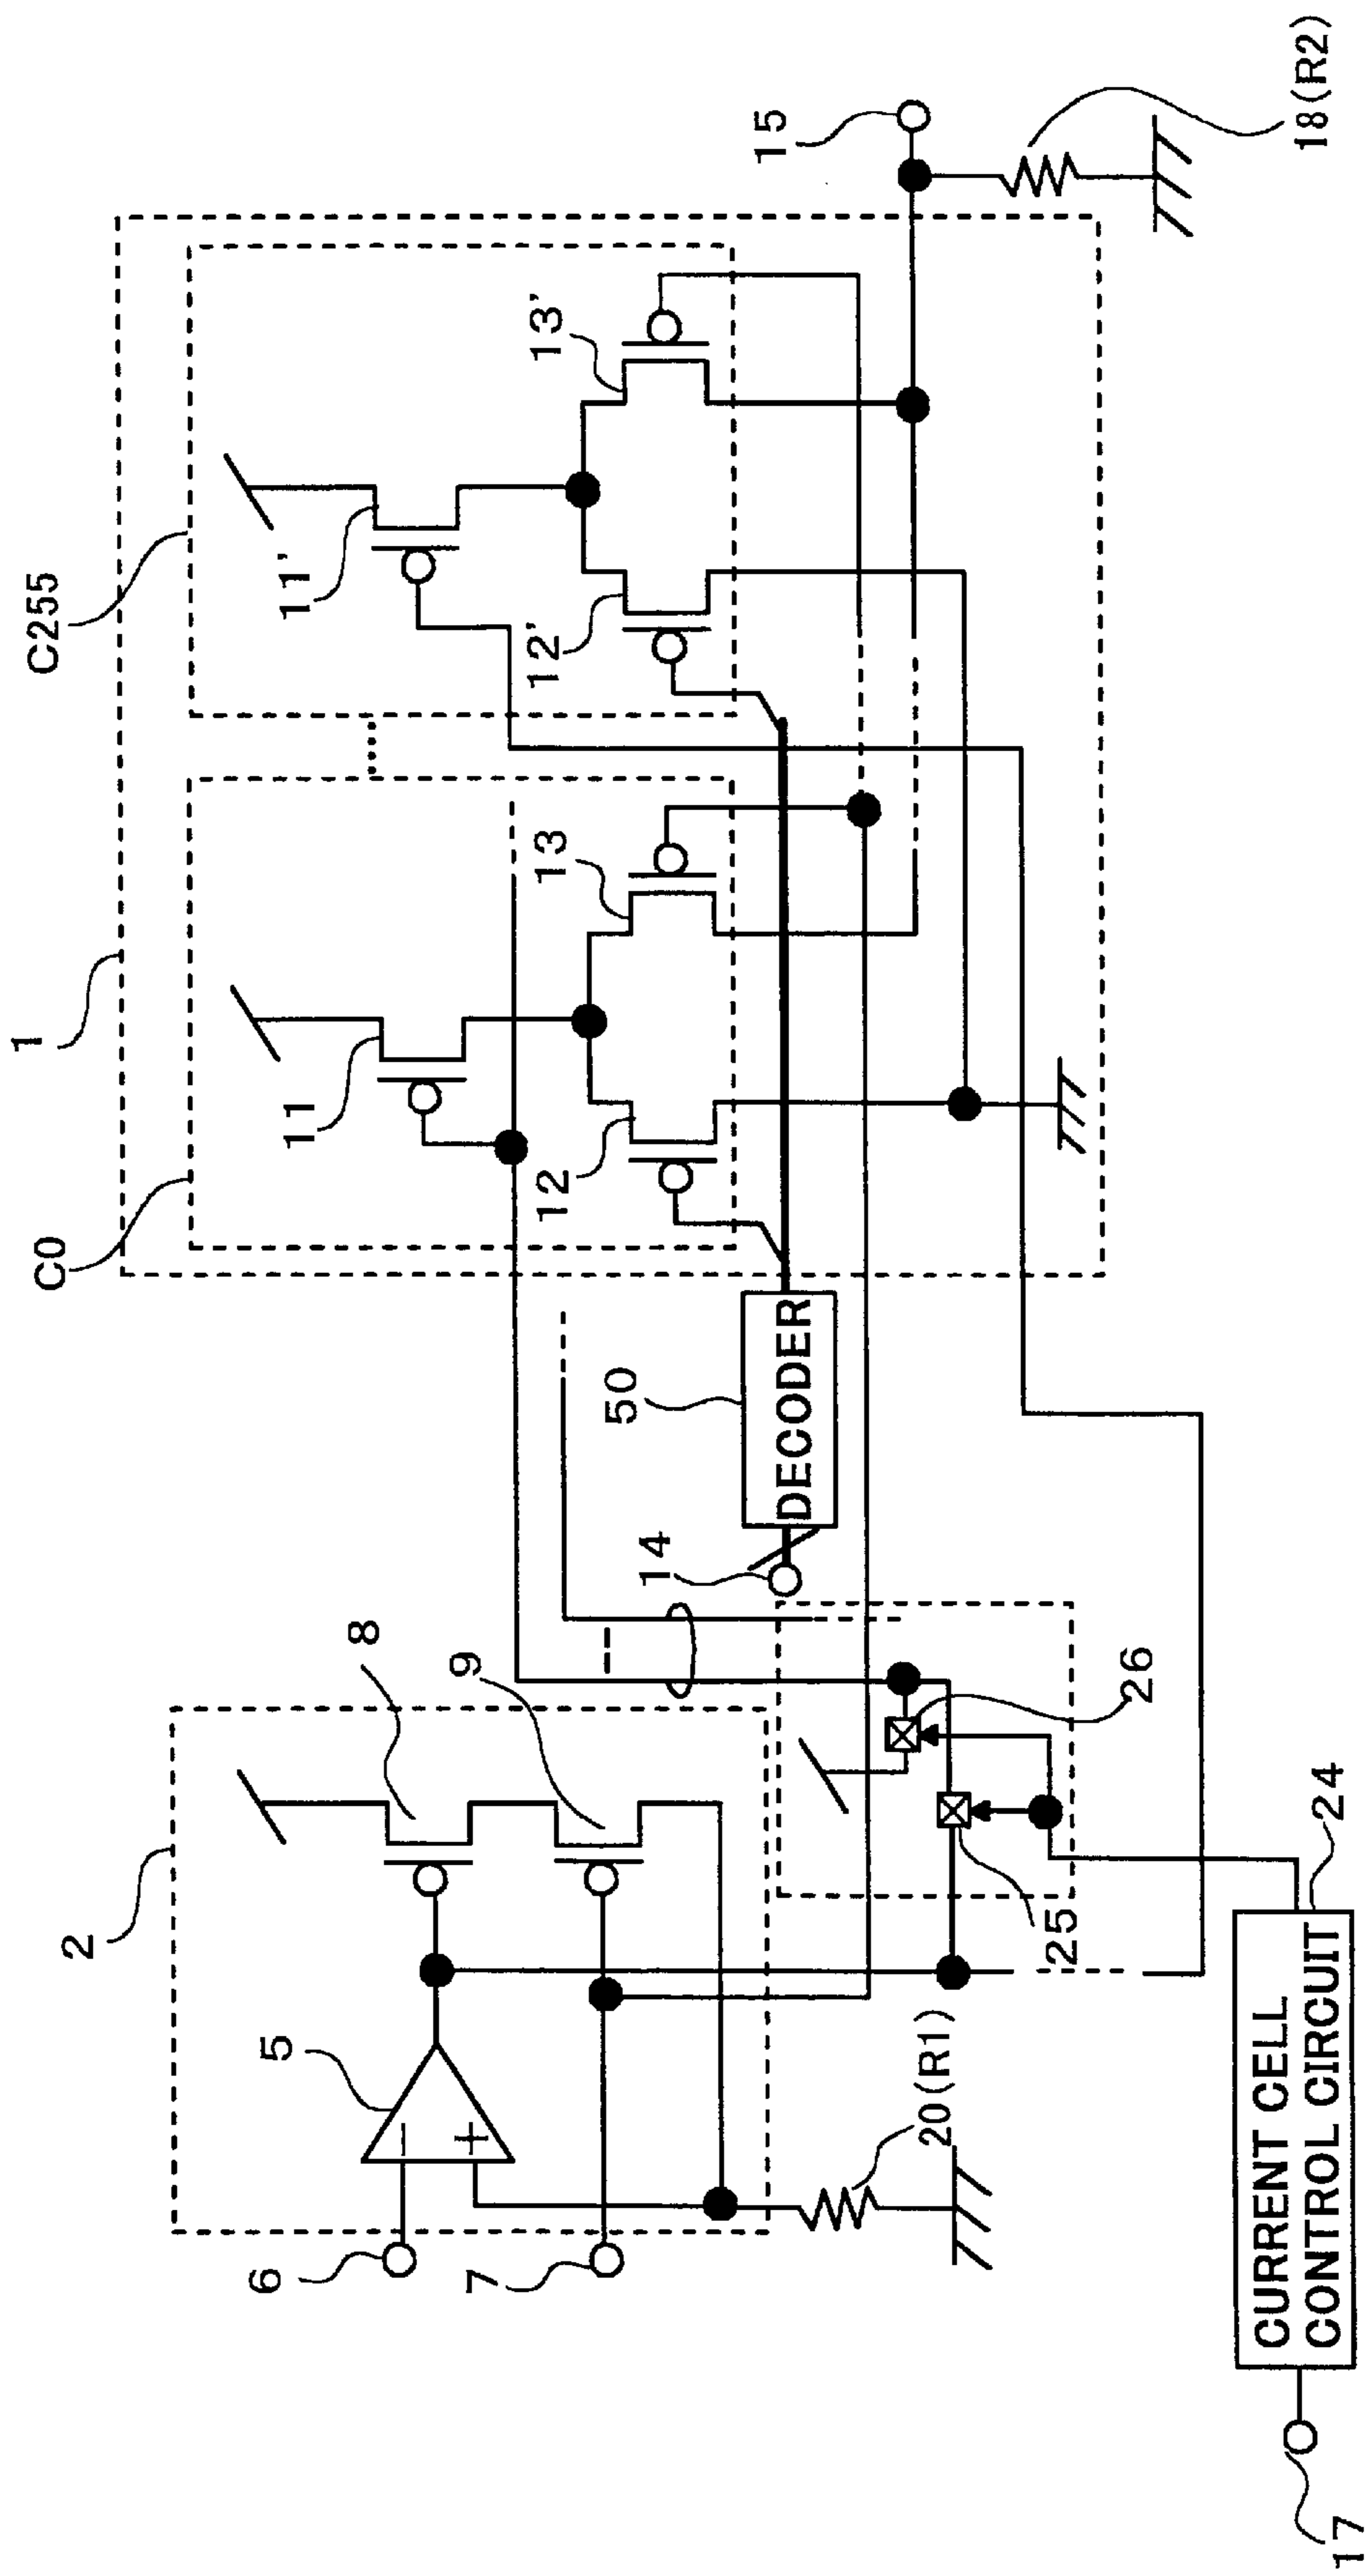 1
C0
C255
11
11'
12
13
12'
13'
15
18(R2)
2
8
9
5
6
7
14
50
DECODER
20(R1)
25
26
24
CURRENT CELL
CONTROL CIRCUIT
17